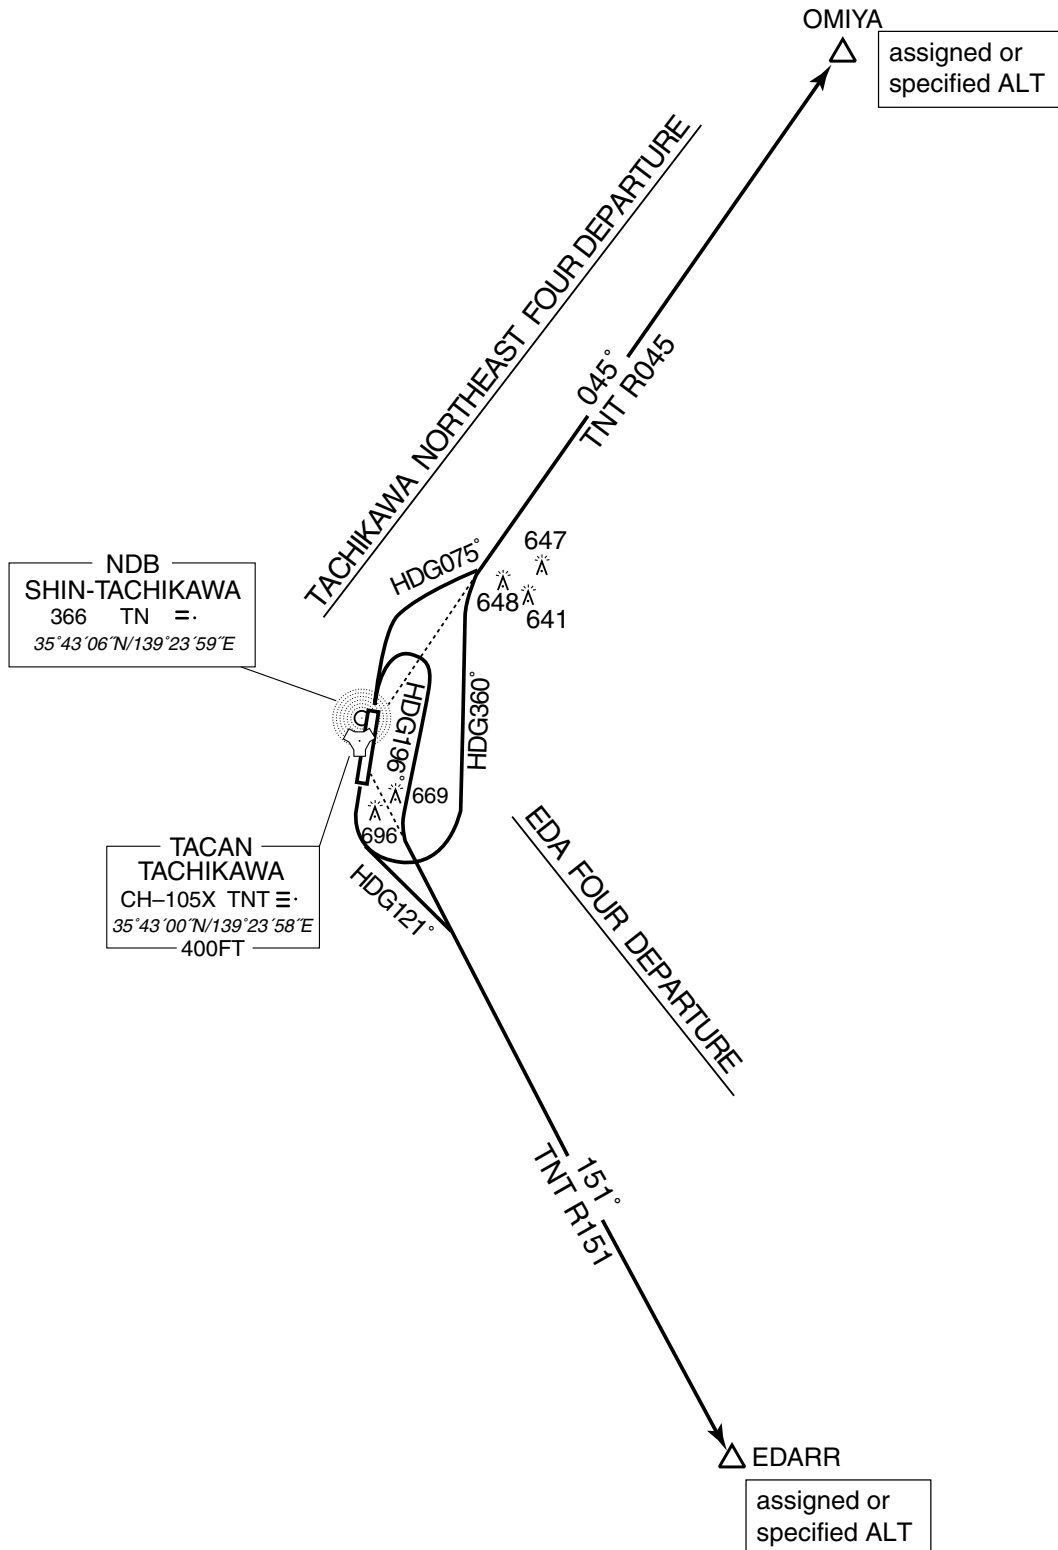 OMIYA
assigned or
specified ALT
TACHIKAWA NORTHEAST FOUR DEPARTURE
045°
TNT R045
NDB
SHIN-TACHIKAWA
366 TN
35°43´06˝N/139°23´59˝E
HDG075°
647
648
641
HDG196°
HDG360°
669
696
TACAN
TACHIKAWA
CH–105X TNT
35°43´00˝N/139°23´58˝E
400FT
HDG121°
EDA FOUR DEPARTURE
151°
TNT R151
EDARR
assigned or
specified ALT